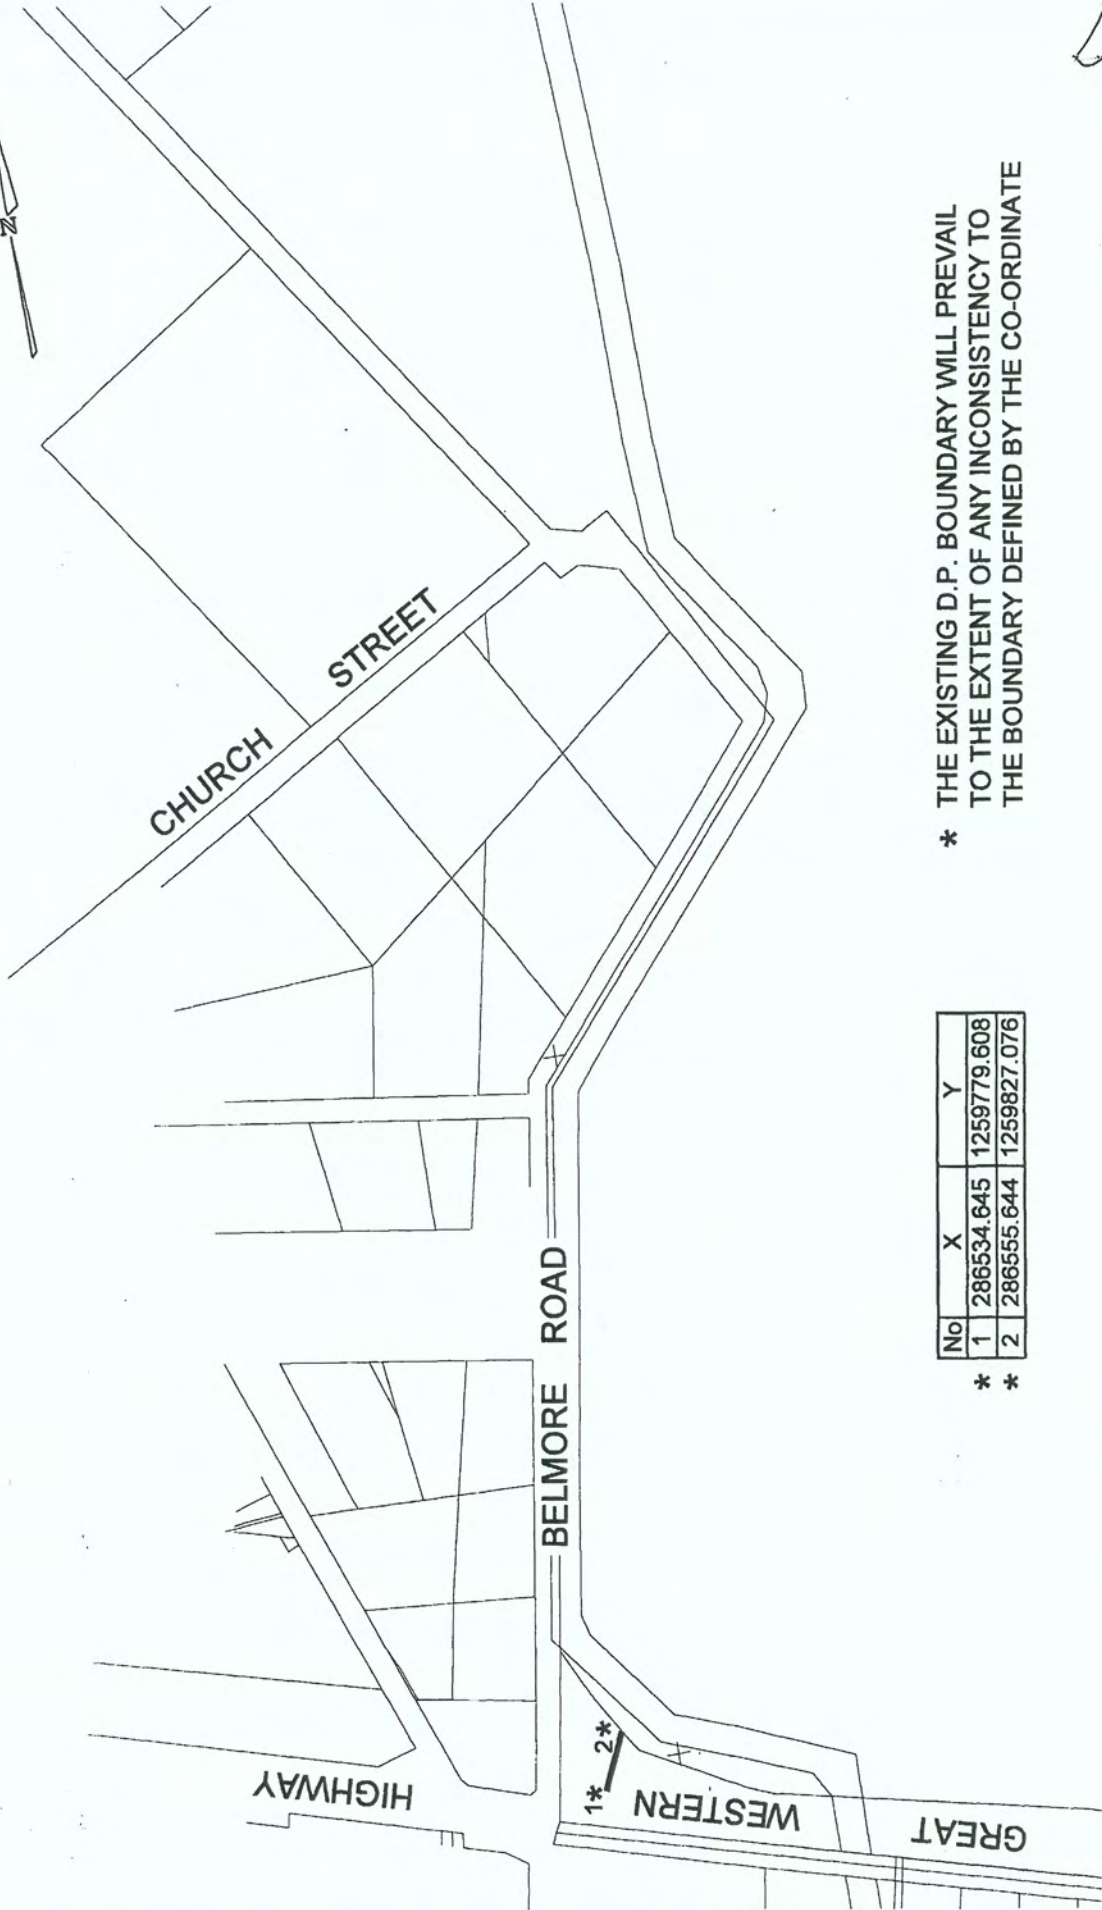 N
CHURCH STREET
BELMORE ROAD
GREAT WESTERN HIGHWAY
1*
2*
No X Y
* 1 286534.645 1259779.608
* 2 286555.644 1259827.076
* THE EXISTING D.P. BOUNDARY WILL PREVAIL
TO THE EXTENT OF ANY INCONSISTENCY TO
THE BOUNDARY DEFINED BY THE CO-ORDINATE